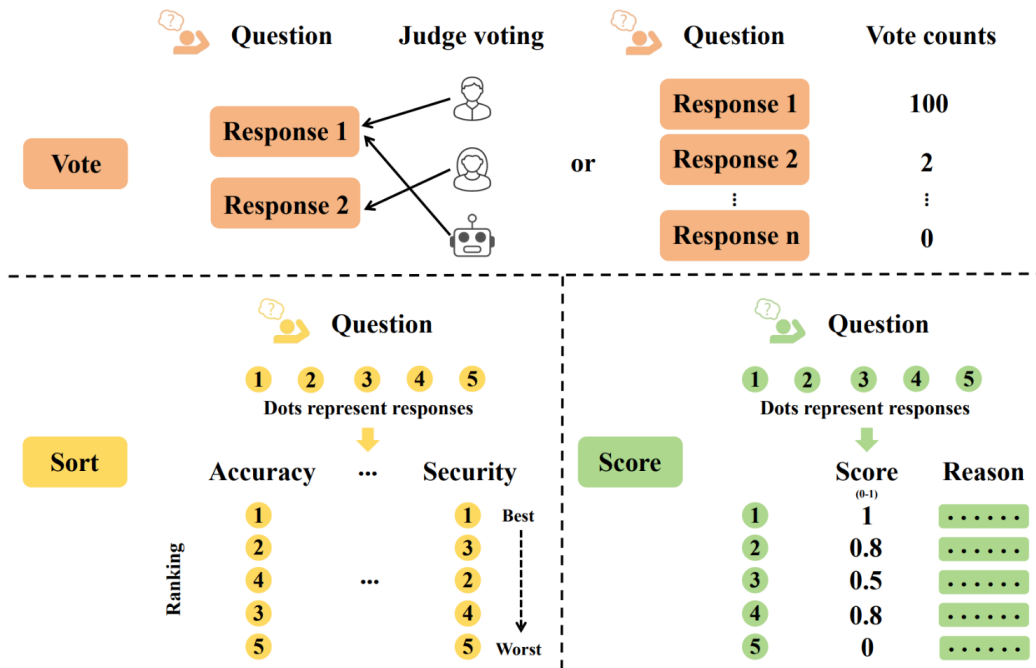 ? Question Judge voting
Response 1
Response 2
Vote
or
? Question Vote counts
Response 1 100
Response 2 2
... ...
Response n 0
? Question
1 2 3 4 5
Dots represent responses
Sort
Accuracy ... Security
Ranking
1 1 Best
2 3
4 ... 2
3 4
5 5 Worst
? Question
1 2 3 4 5
Dots represent responses
Score
Score Reason
(0-1)
1 1 ......
2 0.8 ......
3 0.5 ......
4 0.8 ......
5 0 ......